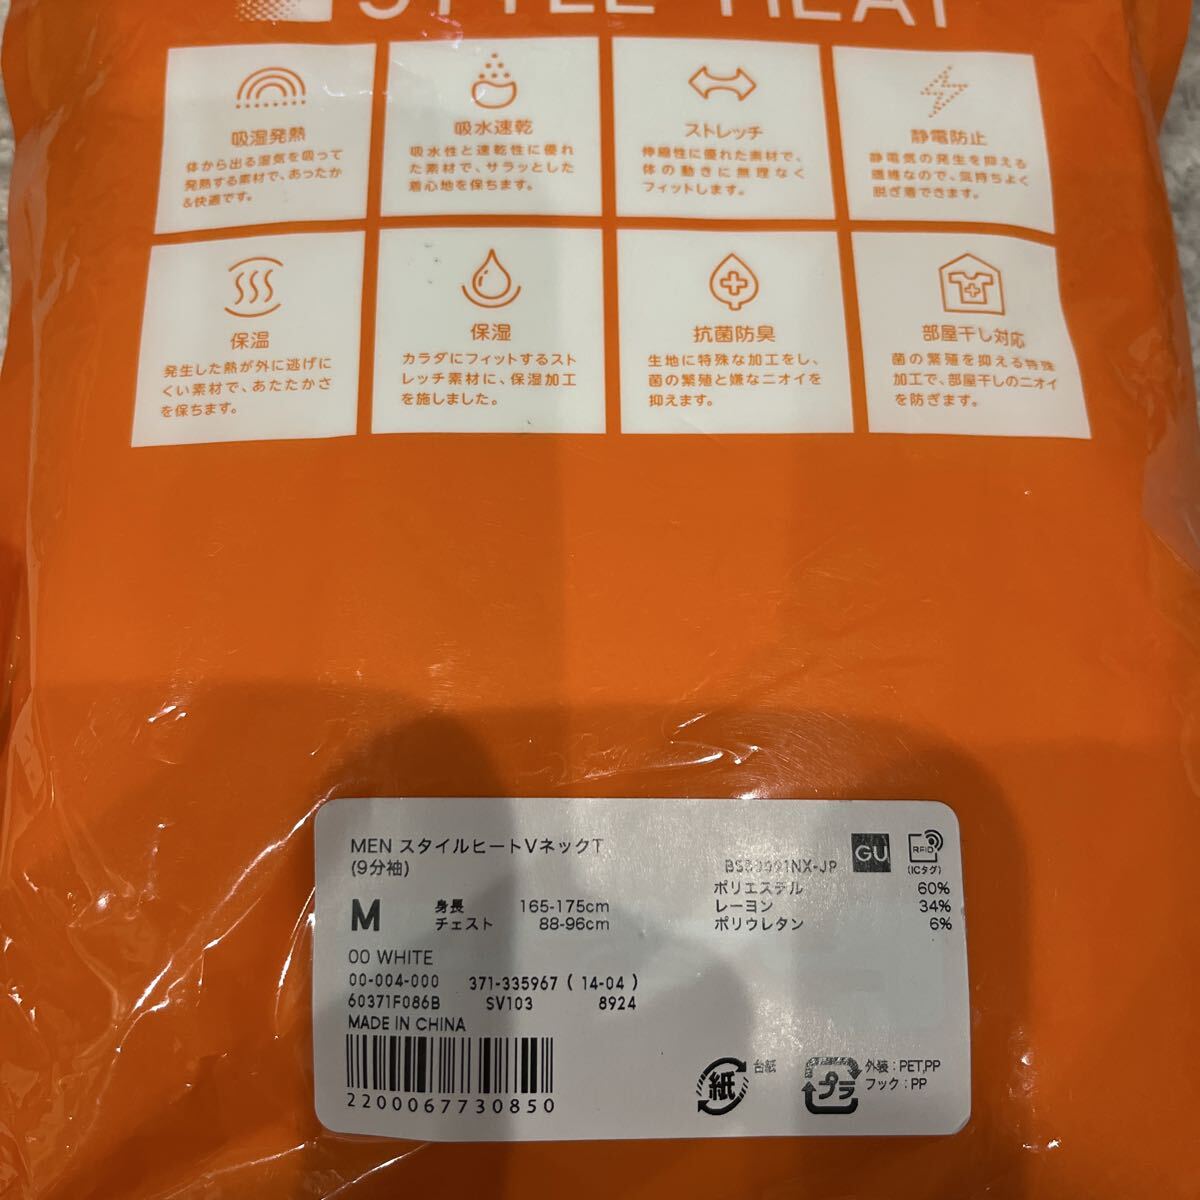 STYLE HEAT
吸湿発熱
体から出る湿気を吸って
発熱する素材で、あったか
&快適です。
吸水速乾
吸水性と速乾性に優れ
た素材で、サラッとした
着心地を保ちます。
ストレッチ
伸縮性に優れた素材で、
体の動きに無理なく
フィットします。
静電防止
静電気の発生を抑える
繊維なので、気持ちよく
脱ぎ着できます。
保温
発生した熱が外に逃げに
くい素材で、あたたかさ
を保ちます。
保湿
カラダにフィットするスト
レッチ素材に、保湿加工
を施しました。
抗菌防臭
生地に特殊な加工をし、
菌の繁殖と嫌なニオイを
抑えます。
部屋干し対応
菌の繁殖を抑える特殊
加工で、部屋干しのニオイ
を防ぎます。
MEN スタイルヒートVネックT
(9分袖)
GU
RFID
(ICタグ)
M 身長 165-175cm
チェスト 88-96cm
ポリエステル 60%
レーヨン 34%
ポリウレタン 6%
00 WHITE
00-004-000 371-335967 ( 14-04 )
60371F086B SV103 8924
MADE IN CHINA
2200067730850
紙 台紙
プラ 外装：PET,PP
フック：PP